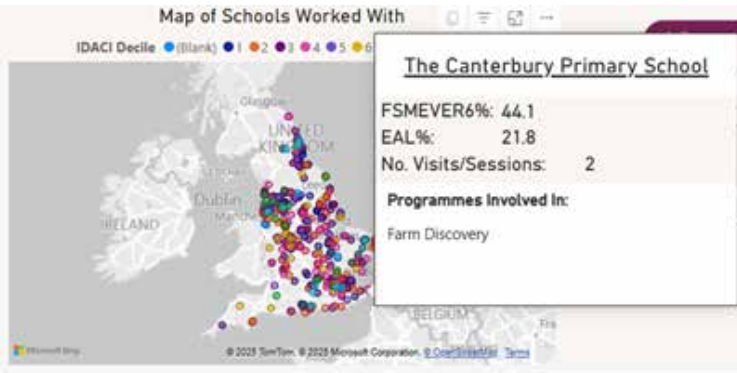 Map of Schools Worked With
IDACI Decile (Blank) 1 2 3 4 5 6
The Canterbury Primary School
FSMEVER6%: 44.1
EAL%: 21.8
No. Visits/Sessions: 2
Programmes Involved In:
Farm Discovery
Glasgow
UNITED
KINGDOM
Dublin
IRELAND
BELGIUM
Microsoft Bing
© 2025 TomTom, © 2025 Microsoft Corporation, © OpenStreetMap Terms